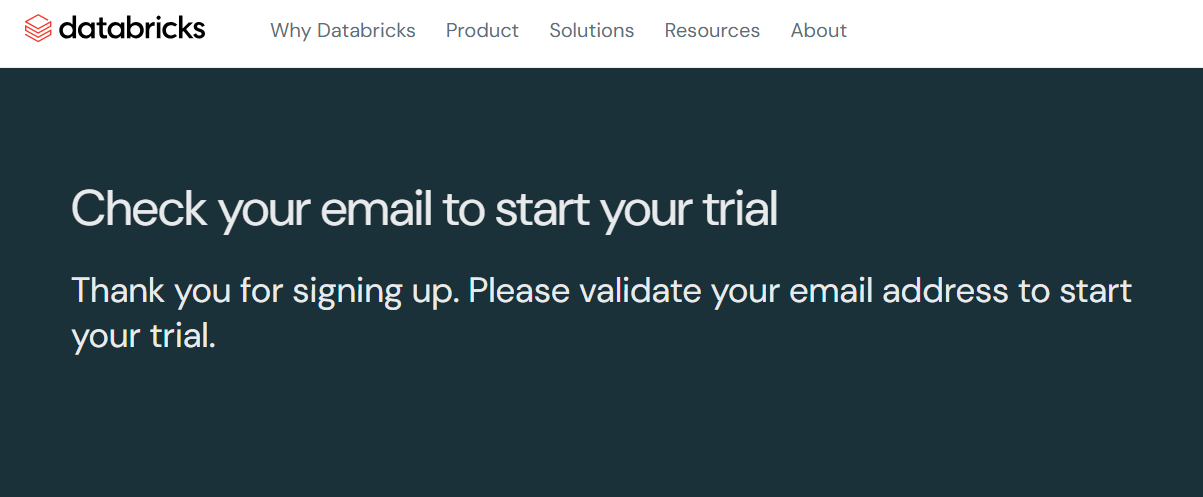 databricks
Why Databricks Product Solutions Resources About
Check your email to start your trial
Thank you for signing up. Please validate your email address to start
your trial.